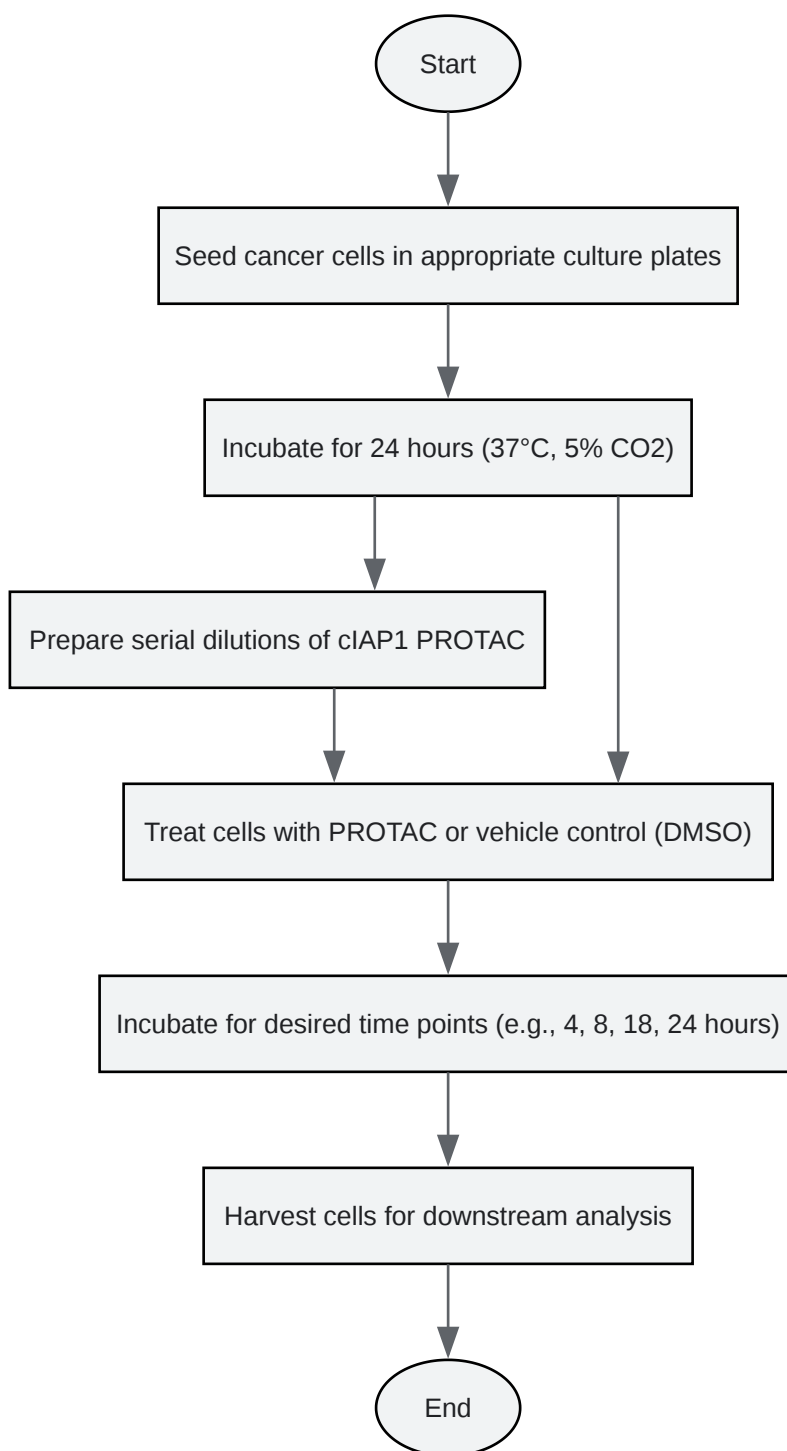 Start
Seed cancer cells in appropriate culture plates
Incubate for 24 hours (37°C, 5% CO2)
Prepare serial dilutions of cIAP1 PROTAC
Treat cells with PROTAC or vehicle control (DMSO)
Incubate for desired time points (e.g., 4, 8, 18, 24 hours)
Harvest cells for downstream analysis
End